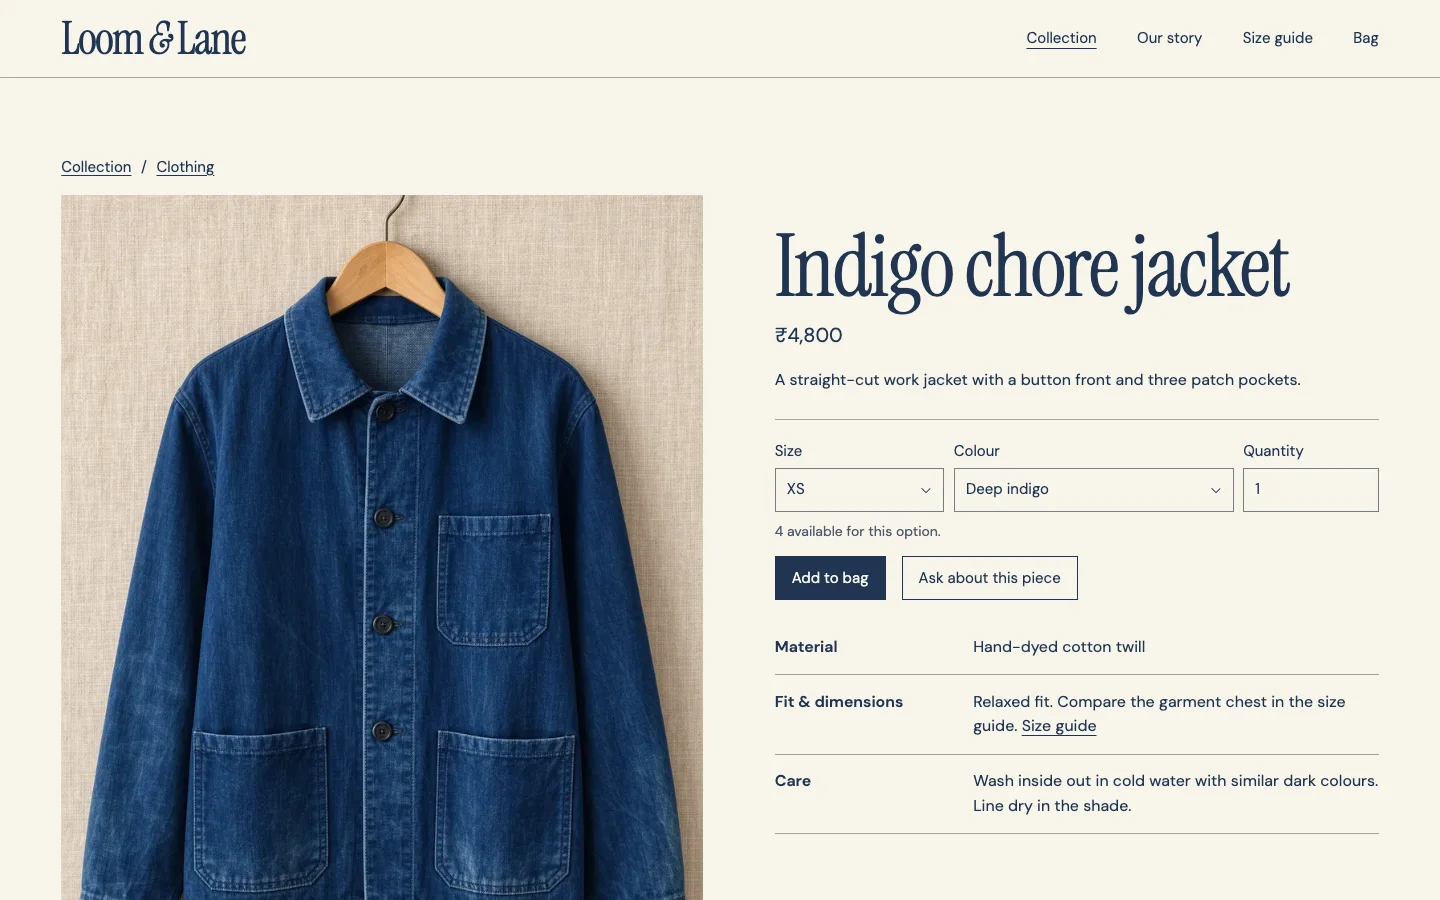 Loom & Lane
Collection
Our story
Size guide
Bag
Collection / Clothing
Indigo chore jacket
₹4,800
A straight-cut work jacket with a button front and three patch pockets.
Size
Colour
Quantity
XS
Deep indigo
1
4 available for this option.
Add to bag
Ask about this piece
Material
Hand-dyed cotton twill
Fit & dimensions
Relaxed fit. Compare the garment chest in the size
guide. Size guide
Care
Wash inside out in cold water with similar dark colours.
Line dry in the shade.